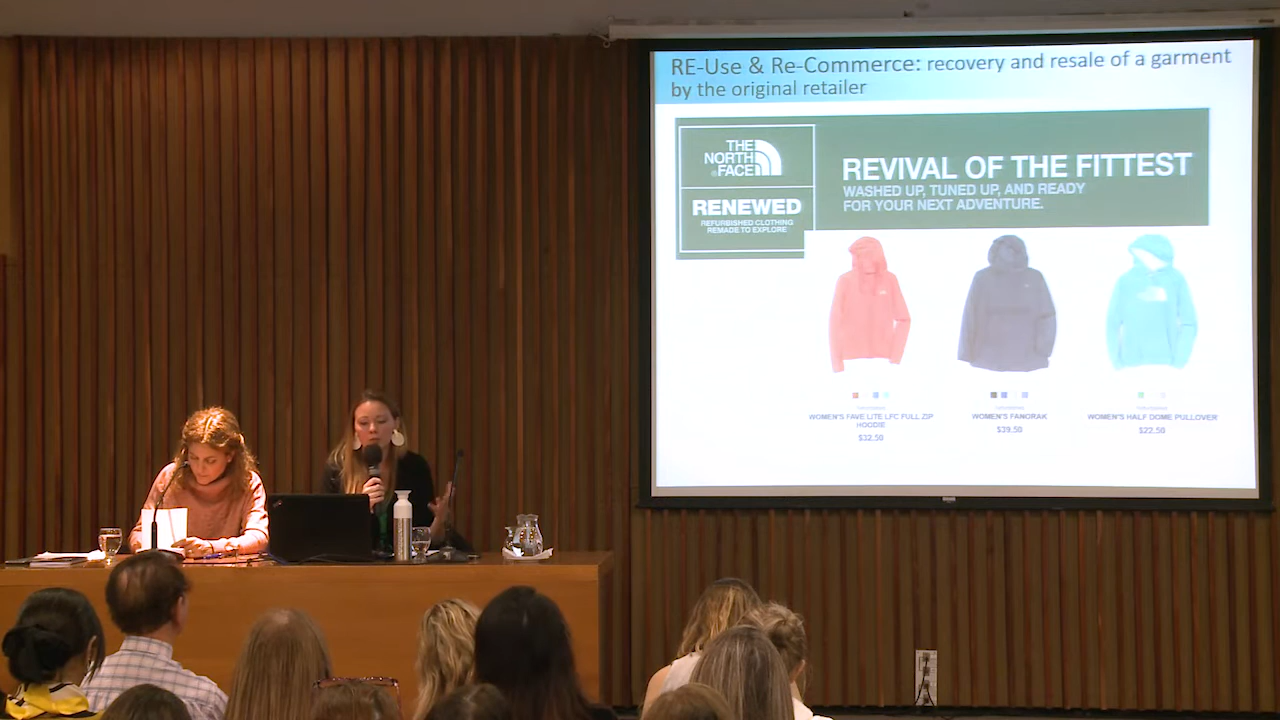 RE-Use & Re-Commerce: recovery and resale of a garment
by the original retailer
THE
NORTH
FACE
RENEWED
REFURBISHED CLOTHING
REMADE TO EXPLORE
REVIVAL OF THE FITTEST
WASHED UP, TUNED UP, AND READY
FOR YOUR NEXT ADVENTURE.
WOMEN'S FAVE LITE LFC FULL ZIP
HOODIE
$32.50
WOMEN'S FANORAK
$39.50
WOMEN'S HALF DOME PULLOVER
$22.50